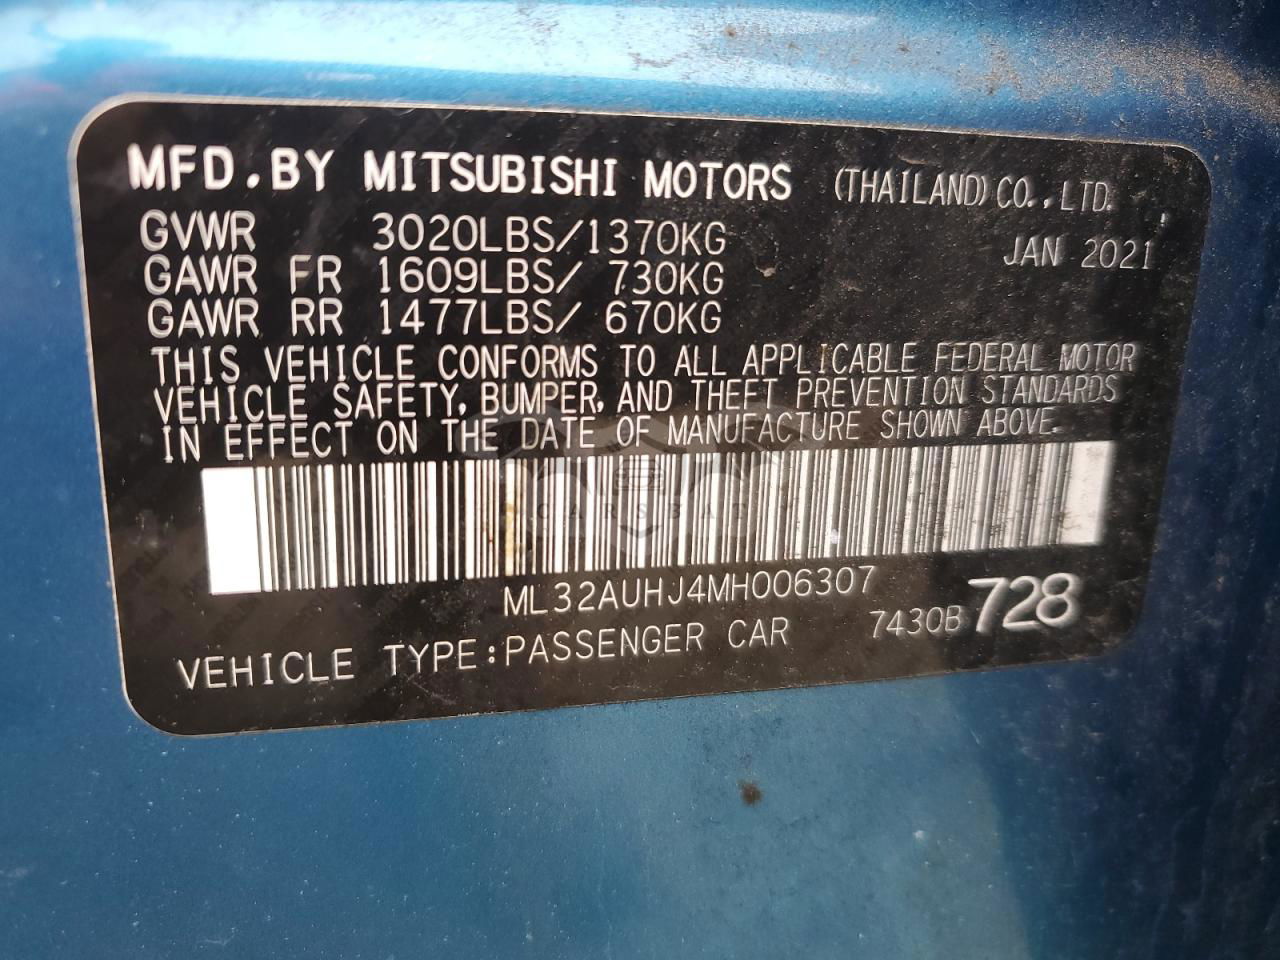 MFD.BY MITSUBISHI MOTORS (THAILAND) CO.,LTD.
GVWR 3020LBS/1370KG JAN 2021
GAWR FR 1609LBS/ 730KG
GAWR RR 1477LBS/ 670KG
THIS VEHICLE CONFORMS TO ALL APPLICABLE FEDERAL MOTOR
VEHICLE SAFETY, BUMPER, AND THEFT PREVENTION STANDARDS
IN EFFECT ON THE DATE OF MANUFACTURE SHOWN ABOVE.
CARSBAD
ML32AUHJ4MH006307
VEHICLE TYPE:PASSENGER CAR 7430B 728